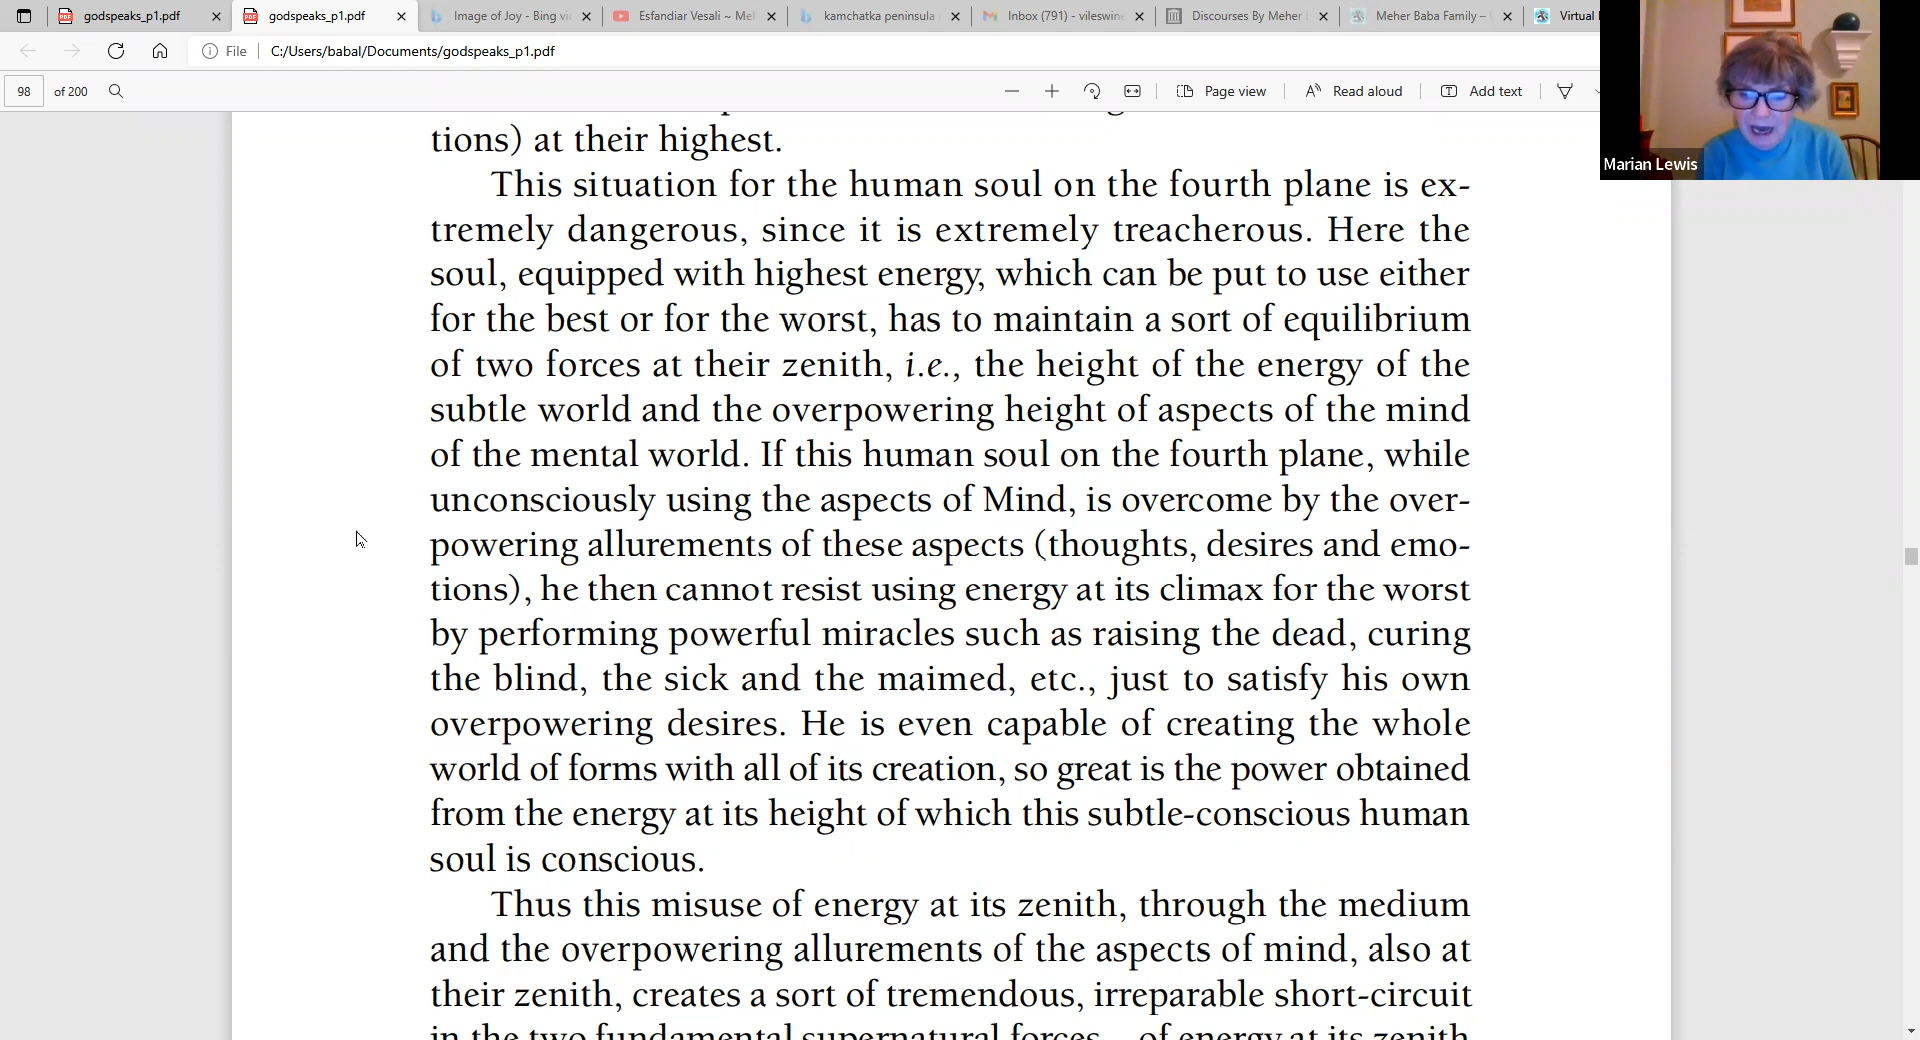 godspeaks_p1.pdf
godspeaks_p1.pdf
Image of Joy - Bing vi
Esfandiar Vesali ~ Me
kamchatka peninsula
Inbox (791) - vileswine
Discourses By Meher
Meher Baba Family –
Virtual
File
C:/Users/babal/Documents/godspeaks_p1.pdf
98
of 200
Page view
Read aloud
Add text
Marian Lewis
tions) at their highest.
This situation for the human soul on the fourth plane is ex-
tremely dangerous, since it is extremely treacherous. Here the
soul, equipped with highest energy, which can be put to use either
for the best or for the worst, has to maintain a sort of equilibrium
of two forces at their zenith, i.e., the height of the energy of the
subtle world and the overpowering height of aspects of the mind
of the mental world. If this human soul on the fourth plane, while
unconsciously using the aspects of Mind, is overcome by the over-
powering allurements of these aspects (thoughts, desires and emo-
tions), he then cannot resist using energy at its climax for the worst
by performing powerful miracles such as raising the dead, curing
the blind, the sick and the maimed, etc., just to satisfy his own
overpowering desires. He is even capable of creating the whole
world of forms with all of its creation, so great is the power obtained
from the energy at its height of which this subtle-conscious human
soul is conscious.
Thus this misuse of energy at its zenith, through the medium
and the overpowering allurements of the aspects of mind, also at
their zenith, creates a sort of tremendous, irreparable short-circuit
in the two fundamental supernatural forces – of energy at its zenith